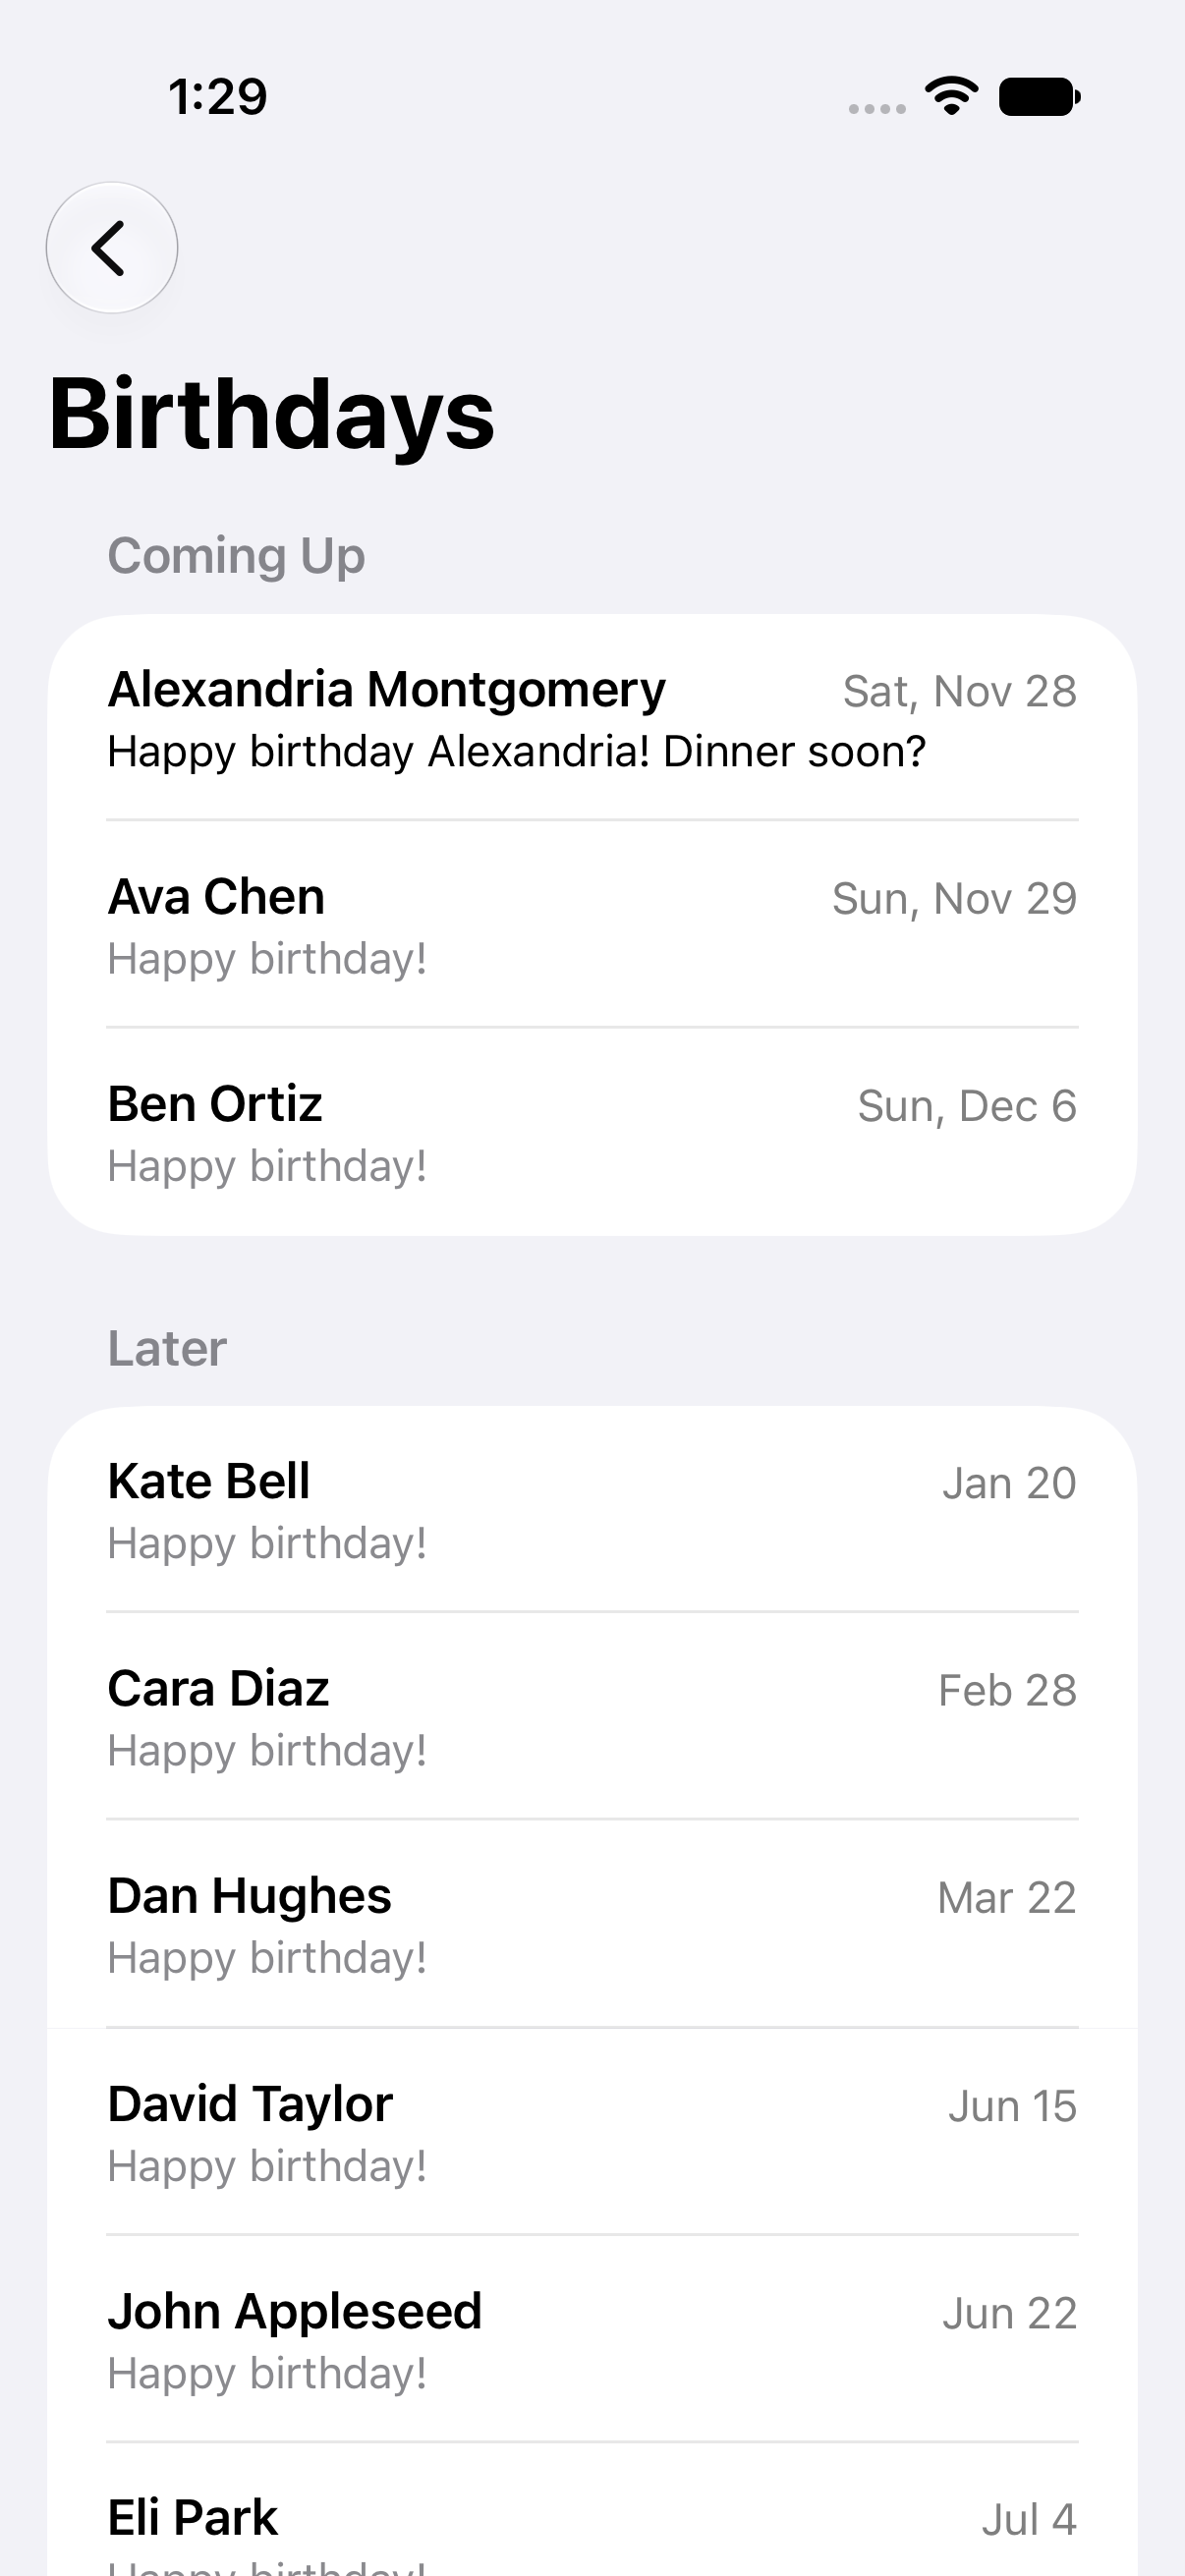 1:29
Birthdays
Coming Up
Alexandria Montgomery Sat, Nov 28
Happy birthday Alexandria! Dinner soon?
Ava Chen Sun, Nov 29
Happy birthday!
Ben Ortiz Sun, Dec 6
Happy birthday!
Later
Kate Bell Jan 20
Happy birthday!
Cara Diaz Feb 28
Happy birthday!
Dan Hughes Mar 22
Happy birthday!
David Taylor Jun 15
Happy birthday!
John Appleseed Jun 22
Happy birthday!
Eli Park Jul 4
Happy birthday!